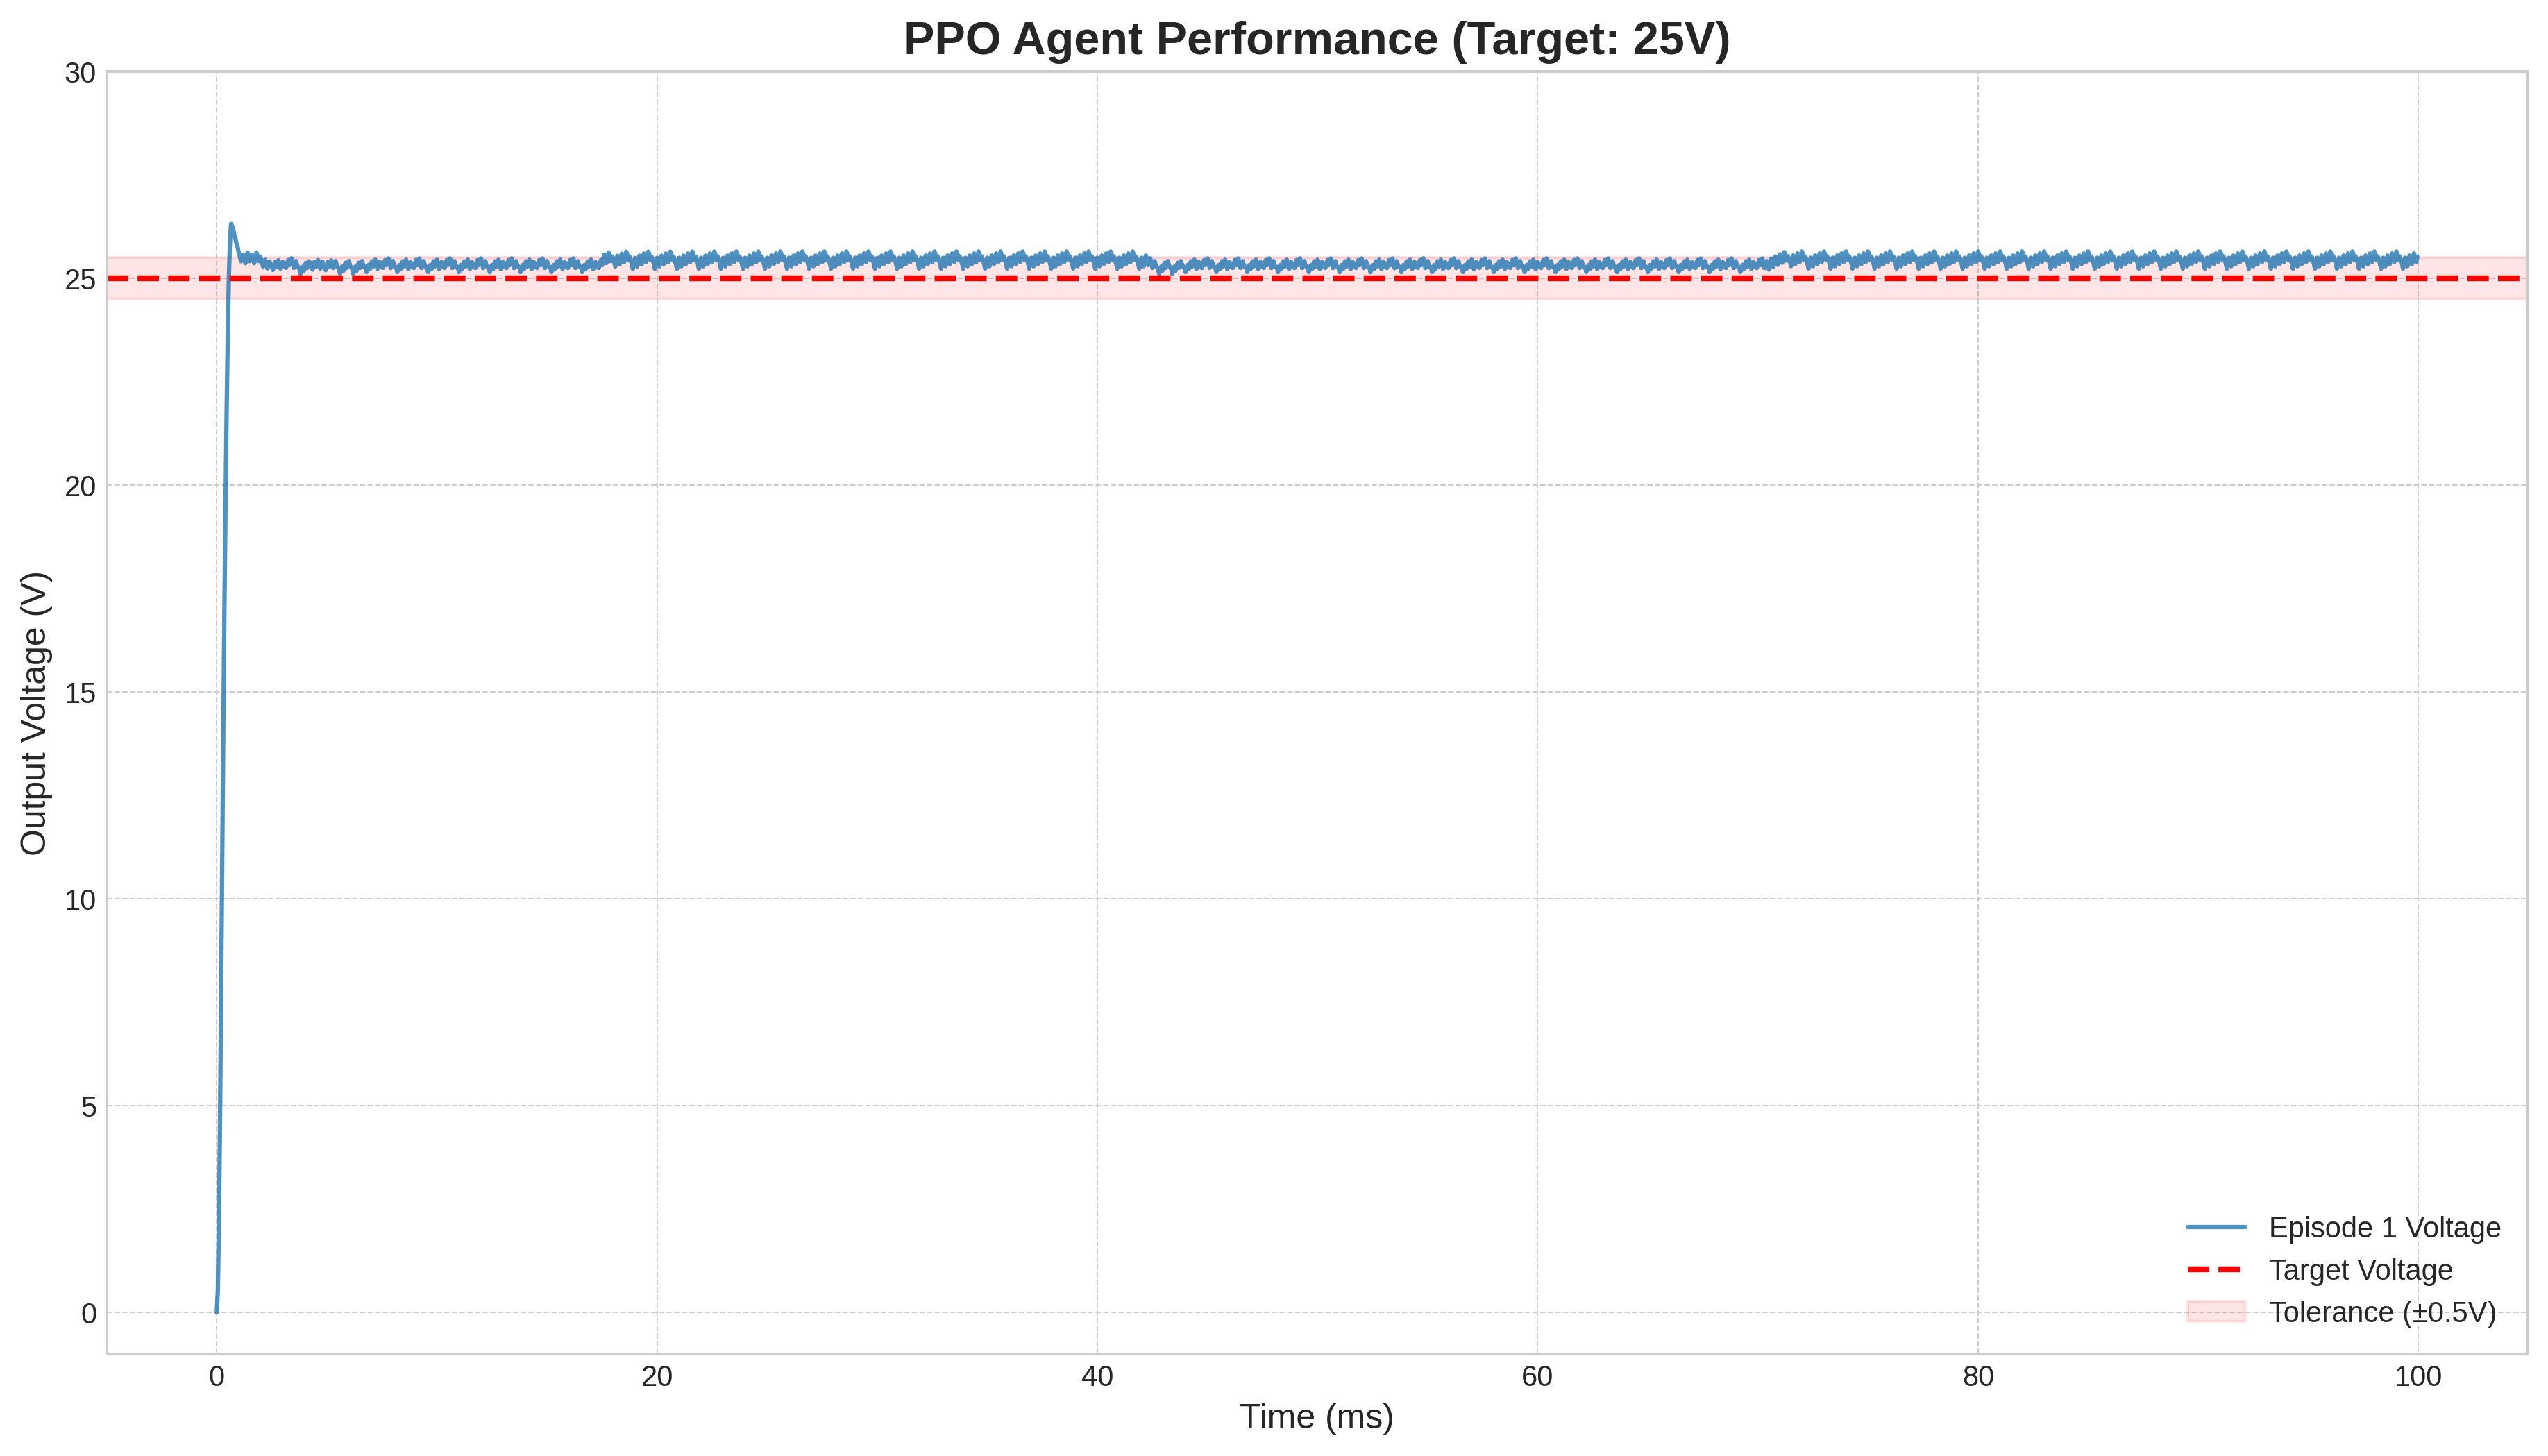 PPO Agent Performance (Target: 25V)
Output Voltage (V)
30
25
20
15
10
5
0
0 20 40 60 80 100
Time (ms)
Episode 1 Voltage
Target Voltage
Tolerance (±0.5V)